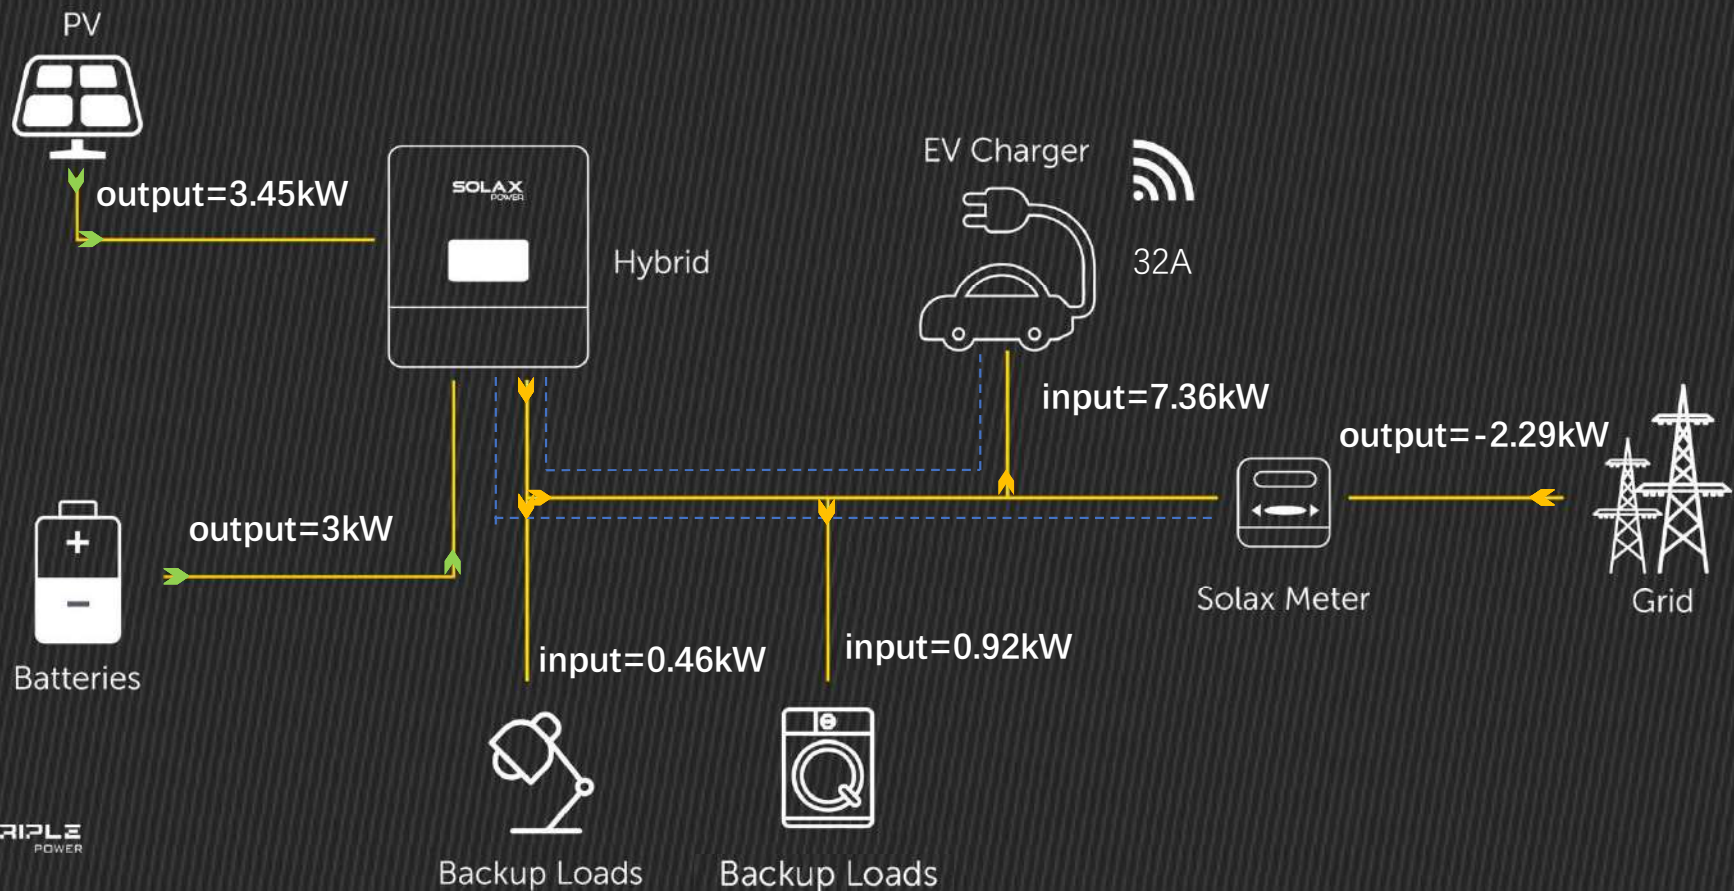 PV
output=3.45kW
SOLAX
POWER
Hybrid
EV Charger
32A
input=7.36kW
output=-2.29kW
output=3kW
Solax Meter
Grid
input=0.46kW
input=0.92kW
Batteries
RIPLE
POWER
Backup Loads
Backup Loads